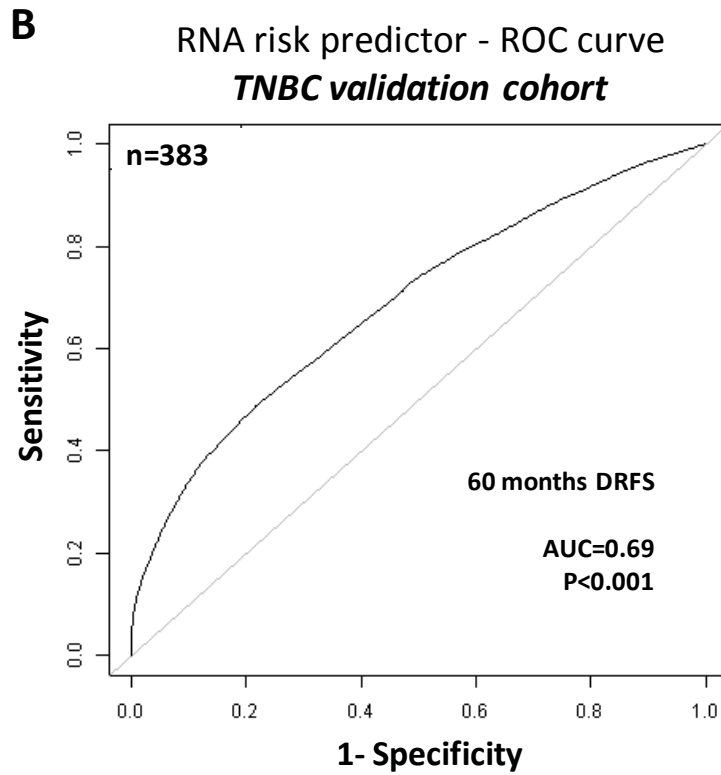 B
RNA risk predictor - ROC curve
TNBC validation cohort
n=383
1.0
0.8
0.6
0.4
0.2
0.0
Sensitivity
60 months DRFS
AUC=0.69
P<0.001
0.0 0.2 0.4 0.6 0.8 1.0
1- Specificity